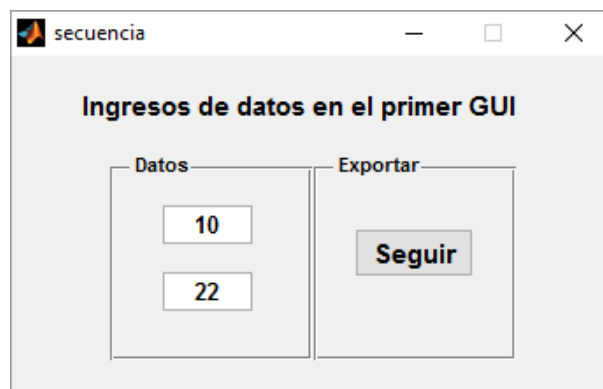 secuencia
Ingresos de datos en el primer GUI
Datos
10
22
Exportar
Seguir